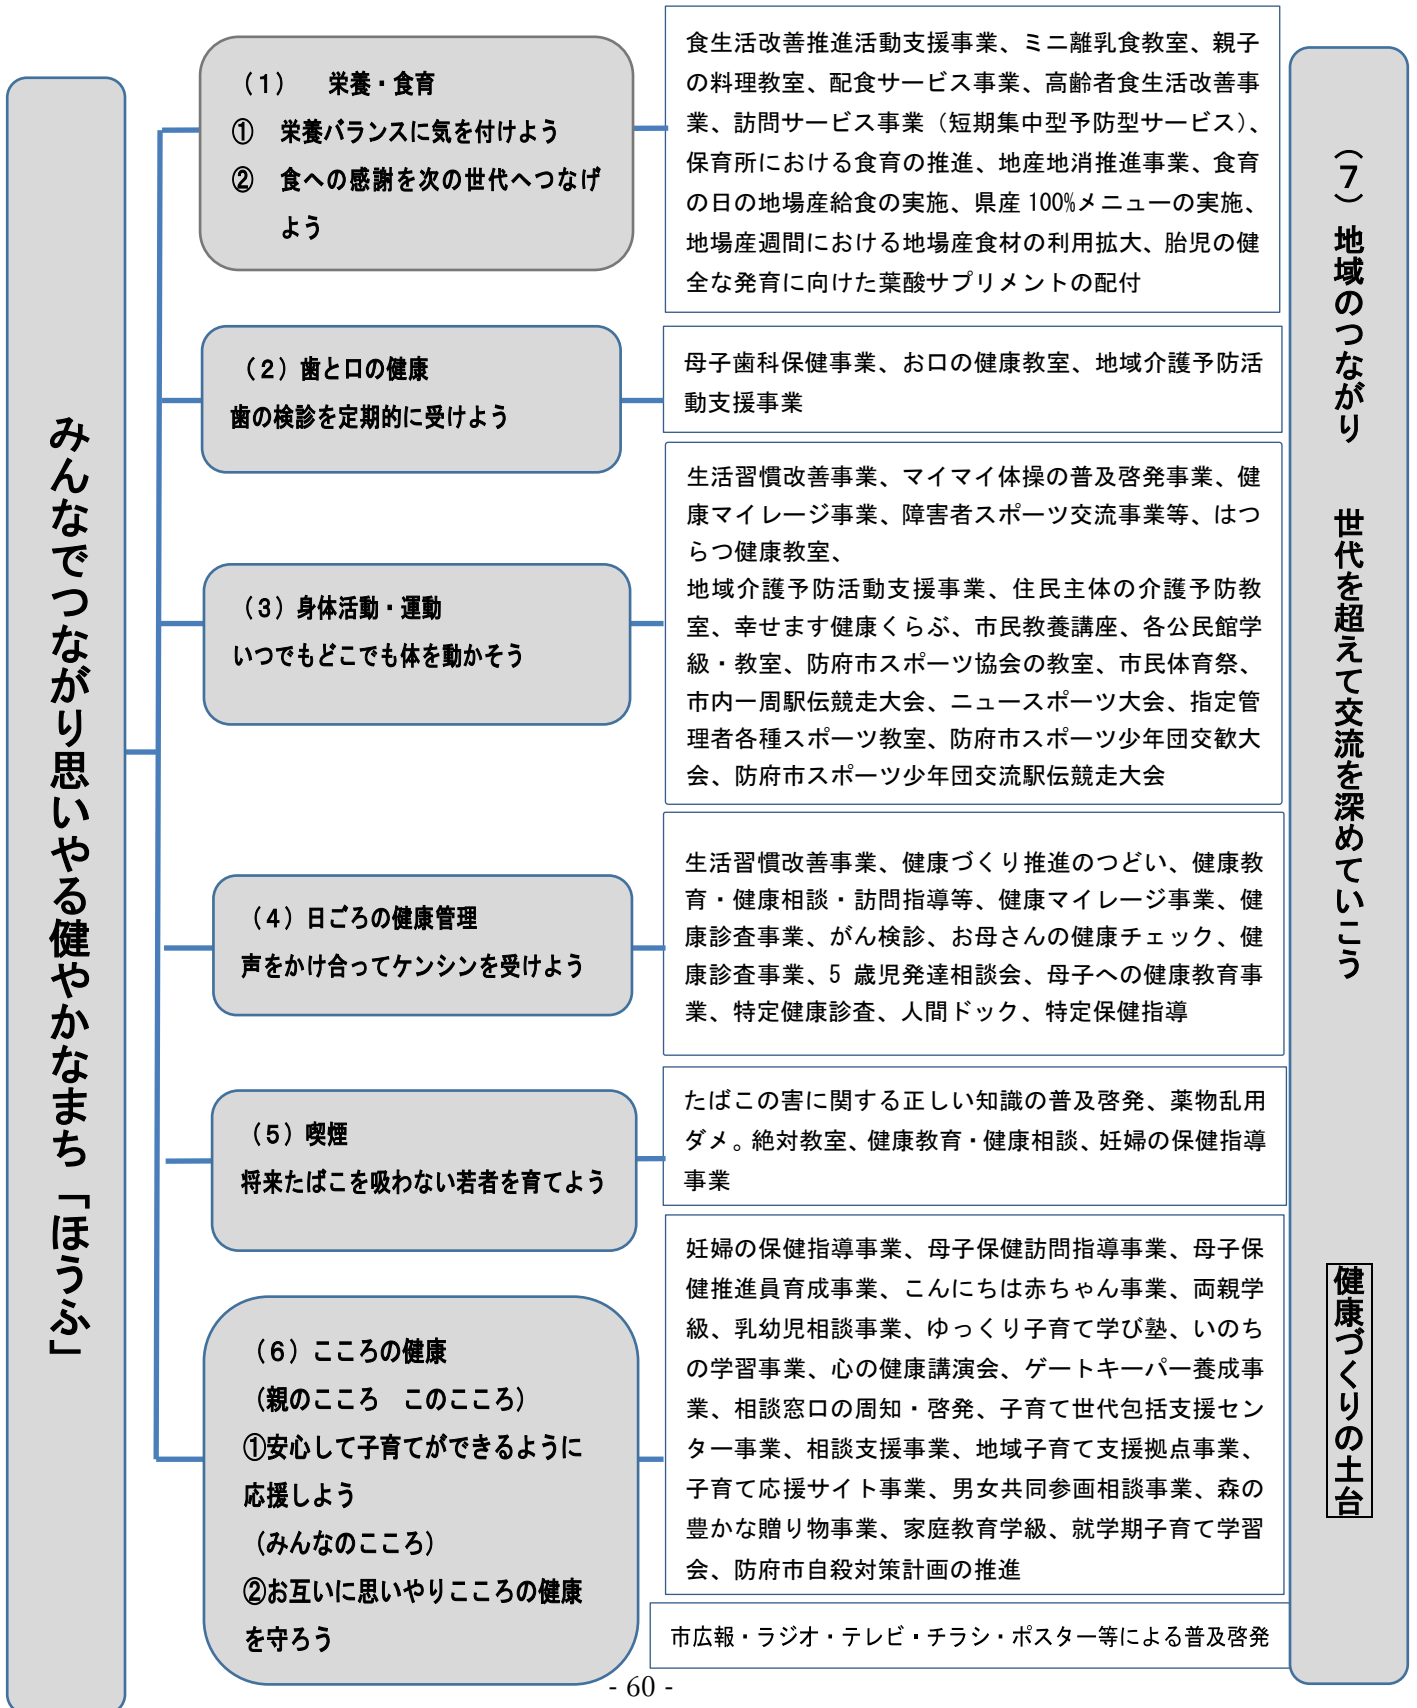 みんなでつながり思いやる健やかなまち「ほうふ」
（1）　栄養・食育
①　栄養バランスに気を付けよう
②　食への感謝を次の世代へつなげ
よう
食生活改善推進活動支援事業、ミニ離乳食教室、親子
の料理教室、配食サービス事業、高齢者食生活改善事
業、訪問サービス事業（短期集中型予防型サービス）、
保育所における食育の推進、地産地消推進事業、食育
の日の地場産給食の実施、県産 100%メニューの実施、
地場産週間における地場産食材の利用拡大、胎児の健
全な発育に向けた葉酸サプリメントの配付
（2）歯と口の健康
歯の検診を定期的に受けよう
母子歯科保健事業、お口の健康教室、地域介護予防活
動支援事業
（3）身体活動・運動
いつでもどこでも体を動かそう
生活習慣改善事業、マイマイ体操の普及啓発事業、健
康マイレージ事業、障害者スポーツ交流事業等、はつ
らつ健康教室、
地域介護予防活動支援事業、住民主体の介護予防教
室、幸せます健康くらぶ、市民教養講座、各公民館学
級・教室、防府市スポーツ協会の教室、市民体育祭、
市内一周駅伝競走大会、ニュースポーツ大会、指定管
理者各種スポーツ教室、防府市スポーツ少年団交歓大
会、防府市スポーツ少年団交流駅伝競走大会
（4）日ごろの健康管理
声をかけ合ってケンシンを受けよう
生活習慣改善事業、健康づくり推進のつどい、健康教
育・健康相談・訪問指導等、健康マイレージ事業、健
康診査事業、がん検診、お母さんの健康チェック、健
康診査事業、5 歳児発達相談会、母子への健康教育事
業、特定健康診査、人間ドック、特定保健指導
（5）喫煙
将来たばこを吸わない若者を育てよう
たばこの害に関する正しい知識の普及啓発、薬物乱用
ダメ。絶対教室、健康教育・健康相談、妊婦の保健指導
事業
（6）こころの健康
（親のこころ　このこころ）
①安心して子育てができるように
応援しよう
（みんなのこころ）
②お互いに思いやりこころの健康
を守ろう
妊婦の保健指導事業、母子保健訪問指導事業、母子保
健推進員育成事業、こんにちは赤ちゃん事業、両親学
級、乳幼児相談事業、ゆっくり子育て学び塾、いのち
の学習事業、心の健康講演会、ゲートキーパー養成事
業、相談窓口の周知・啓発、子育て世代包括支援セン
ター事業、相談支援事業、地域子育て支援拠点事業、
子育て応援サイト事業、男女共同参画相談事業、森の
豊かな贈り物事業、家庭教育学級、就学期子育て学習
会、防府市自殺対策計画の推進
市広報・ラジオ・テレビ・チラシ・ポスター等による普及啓発
（7）地域のつながり　世代を超えて交流を深めていこう
健康づくりの土台
- 60 -